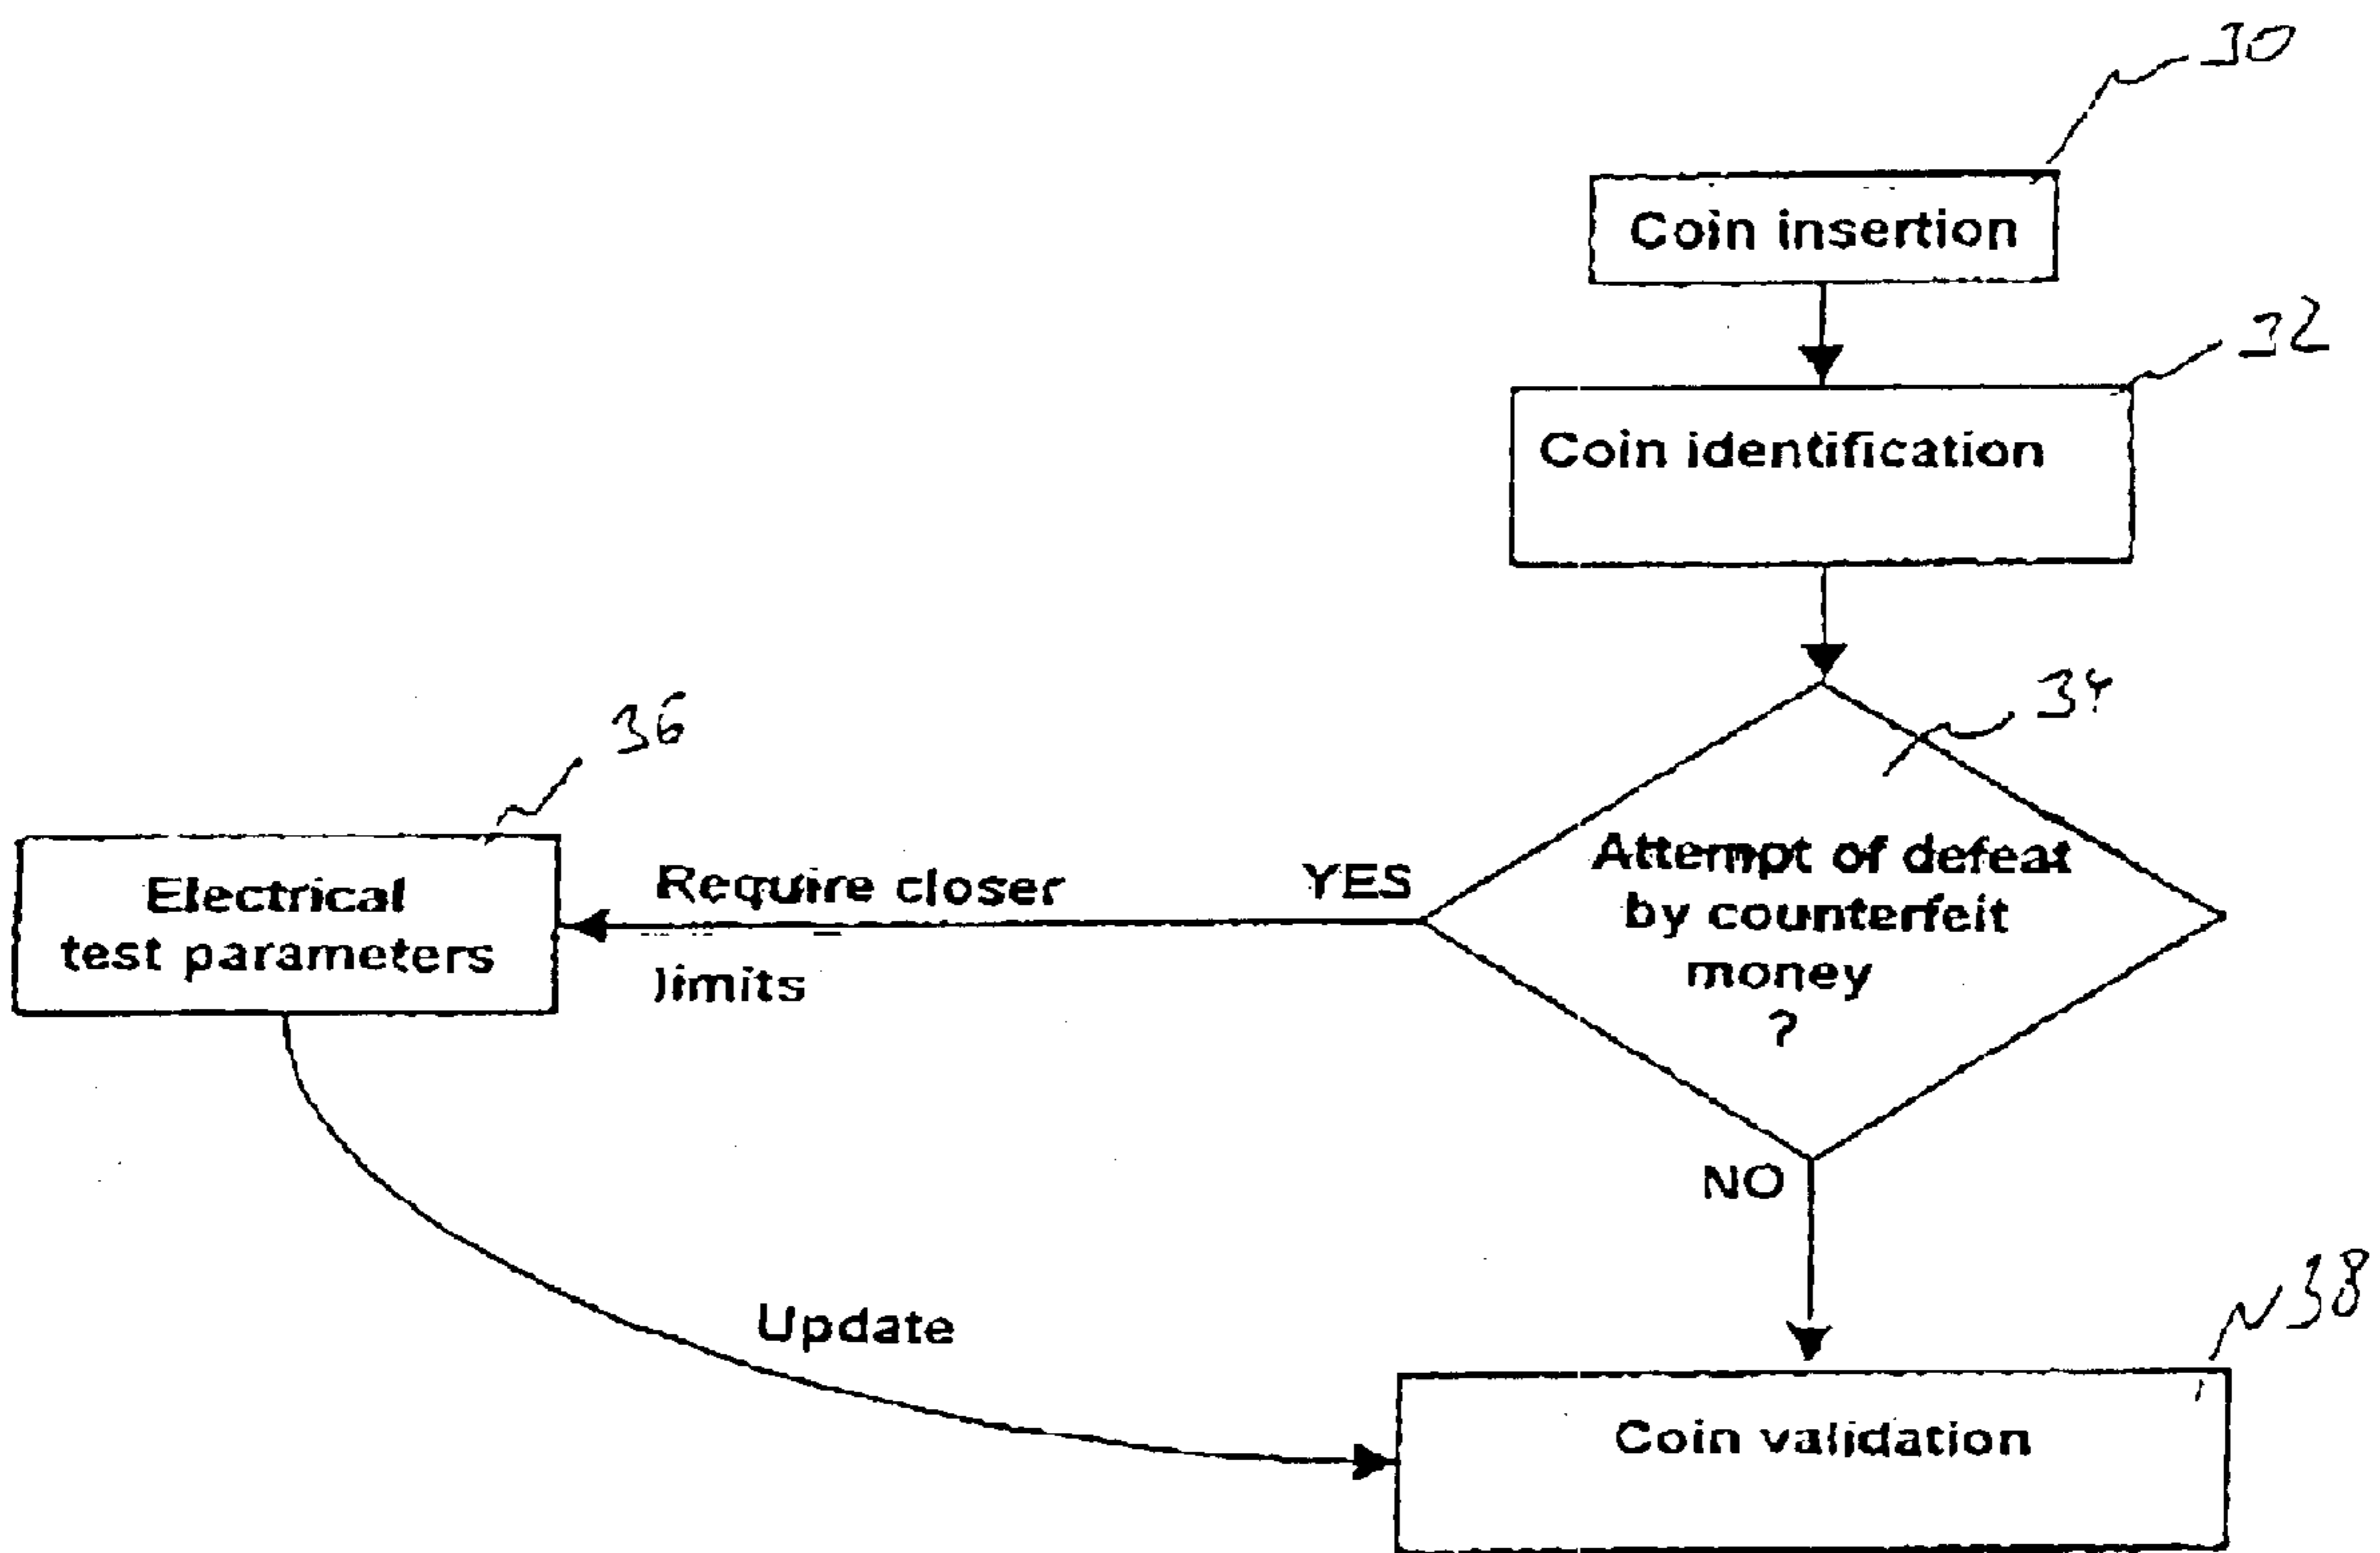 30
Coin insertion
32
Coin identification
34
36
Attempt of defeat
by counterfeit
money
?
YES
Require closer
limits
Electrical
test parameters
NO
Update
38
Coin validation